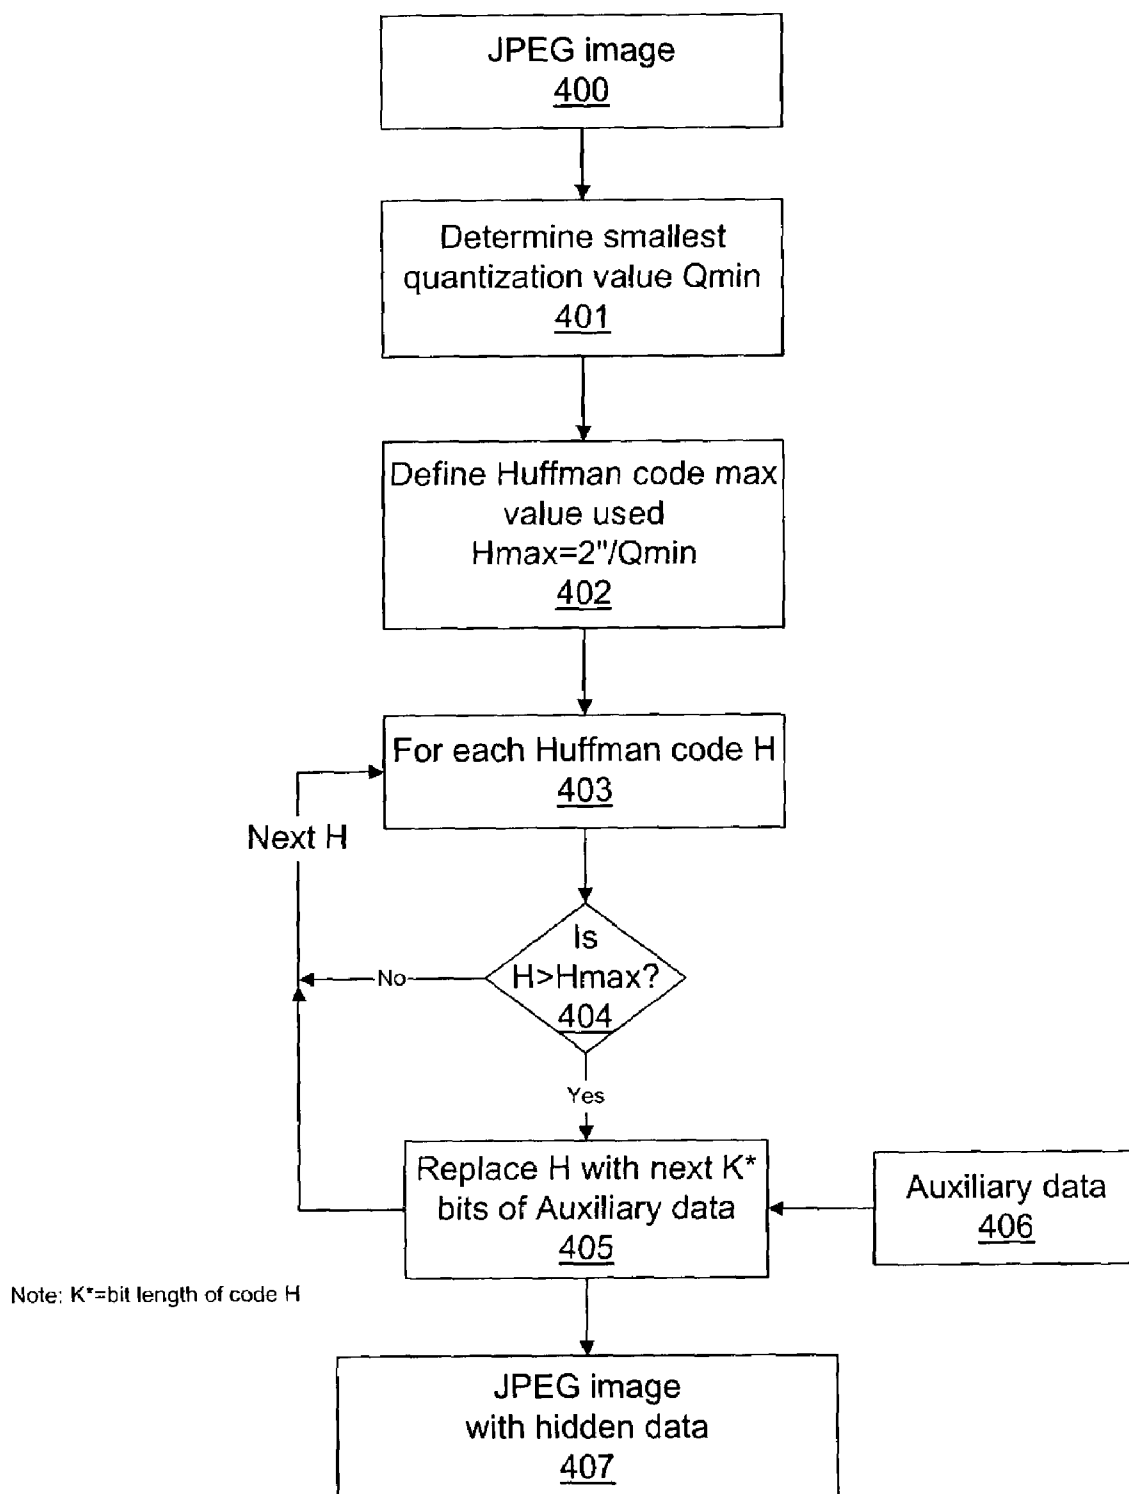 JPEG image
400
Determine smallest
quantization value Qmin
401
Define Huffman code max
value used
Hmax=2"/Qmin
402
For each Huffman code H
403
Next H
Is
H>Hmax?
404
No
Yes
Replace H with next K*
bits of Auxiliary data
405
Auxiliary data
406
Note: K*=bit length of code H
JPEG image
with hidden data
407